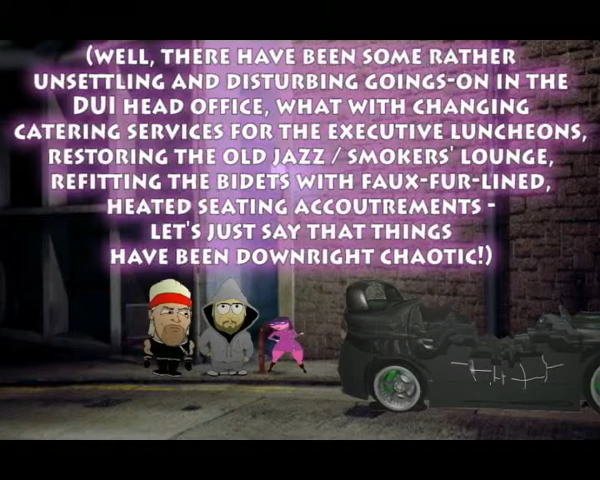 (WELL, THERE HAVE BEEN SOME RATHER
UNSETTLING AND DISTURBING GOINGS-ON IN THE
DUI HEAD OFFICE, WHAT WITH CHANGING
CATERING SERVICES FOR THE EXECUTIVE LUNCHEONS,
RESTORING THE OLD JAZZ / SMOKERS' LOUNGE,
REFITTING THE BIDETS WITH FAUX-FUR-LINED,
HEATED SEATING ACCOUTREMENTS -
LET'S JUST SAY THAT THINGS
HAVE BEEN DOWNRIGHT CHAOTIC!)